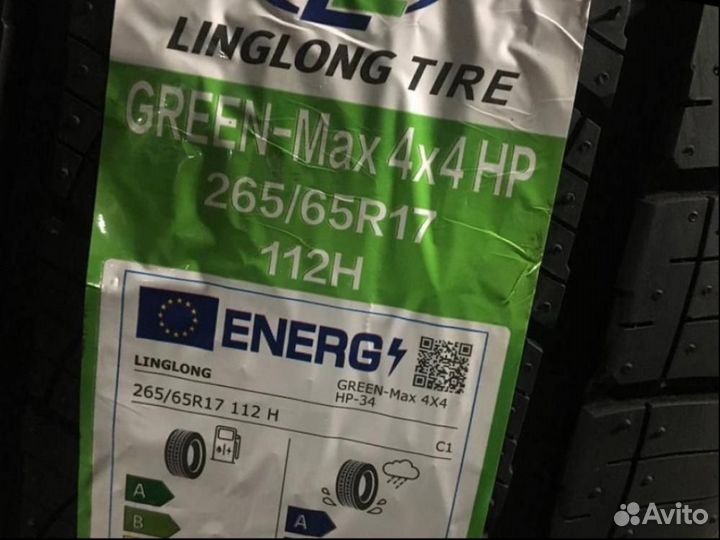 LINGLONG TIRE
GREEN-Max 4x4 HP
265/65R17
112H
ENERG
LINGLONG
GREEN-Max 4X4
HP-34
265/65R17 112 H
C1
A
B
A
Avito